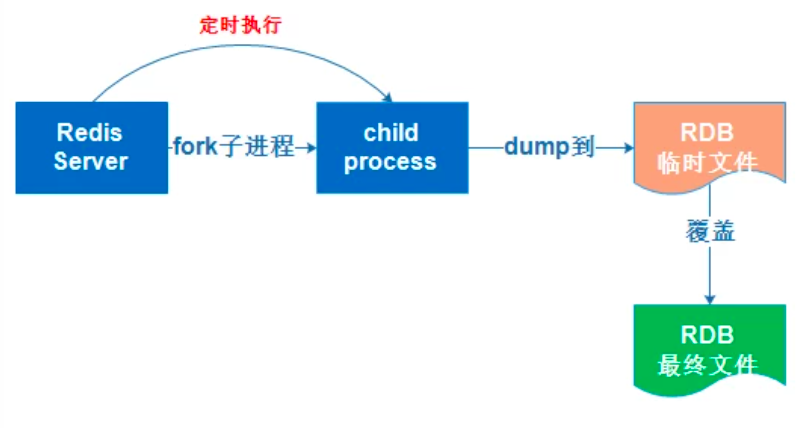 定时执行
Redis
Server
fork子进程
child
process
dump到
RDB
临时文件
覆盖
RDB
最终文件